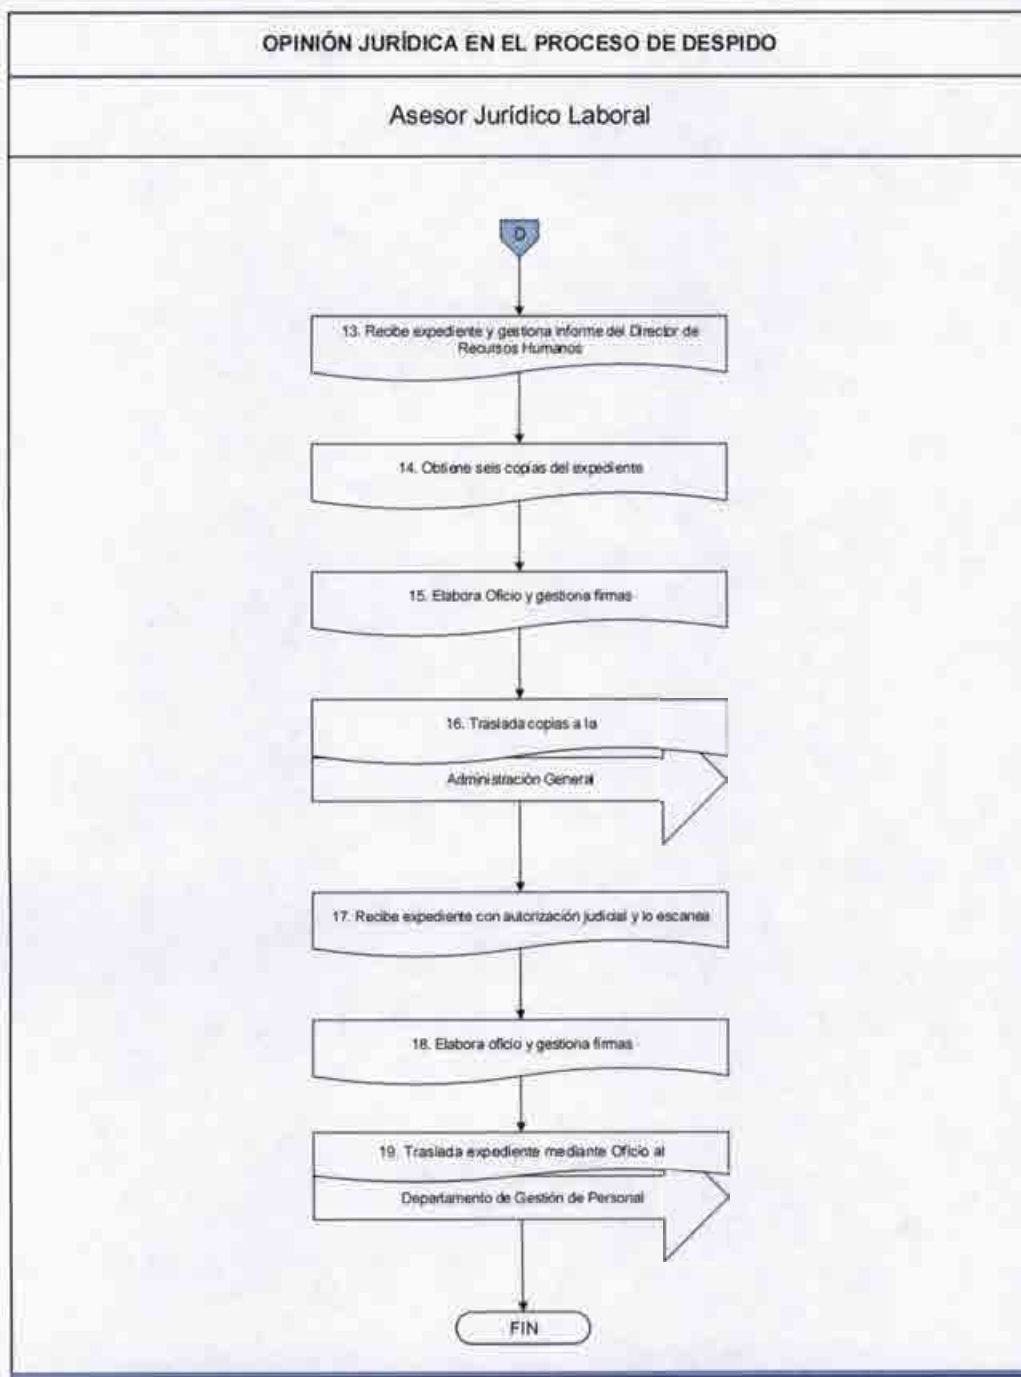 OPINIÓN JURÍDICA EN EL PROCESO DE DESPIDO
Asesor Jurídico Laboral
D
13. Recibe expediente y gestiona informe del Director de
Recursos Humanos
14. Obtiene seis copias del expediente
15. Elabora Oficio y gestiona firmas
16. Traslada copias a la
Administración General
17. Recibe expediente con autorización judicial y lo escanea
18. Elabora oficio y gestiona firmas
19. Traslada expediente mediante Oficio al
Departamento de Gestión de Personal
FIN